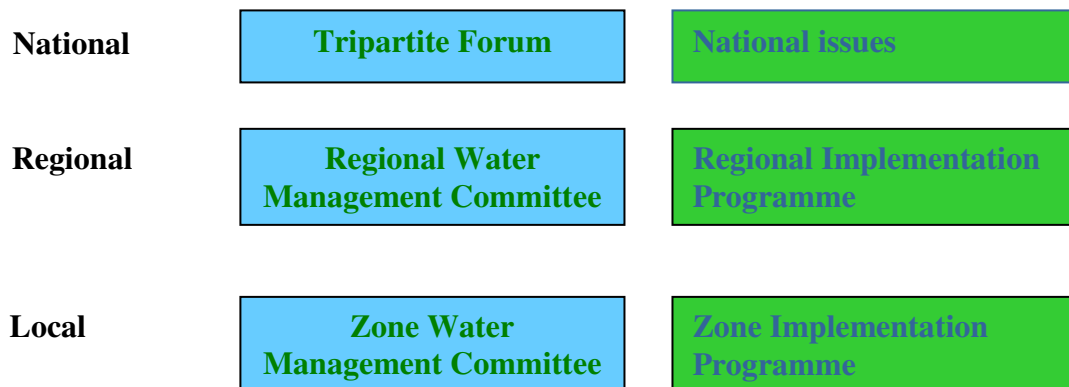 National
Tripartite Forum
National issues
Regional
Regional Water
Management Committee
Regional Implementation
Programme
Local
Zone Water
Management Committee
Zone Implementation
Programme